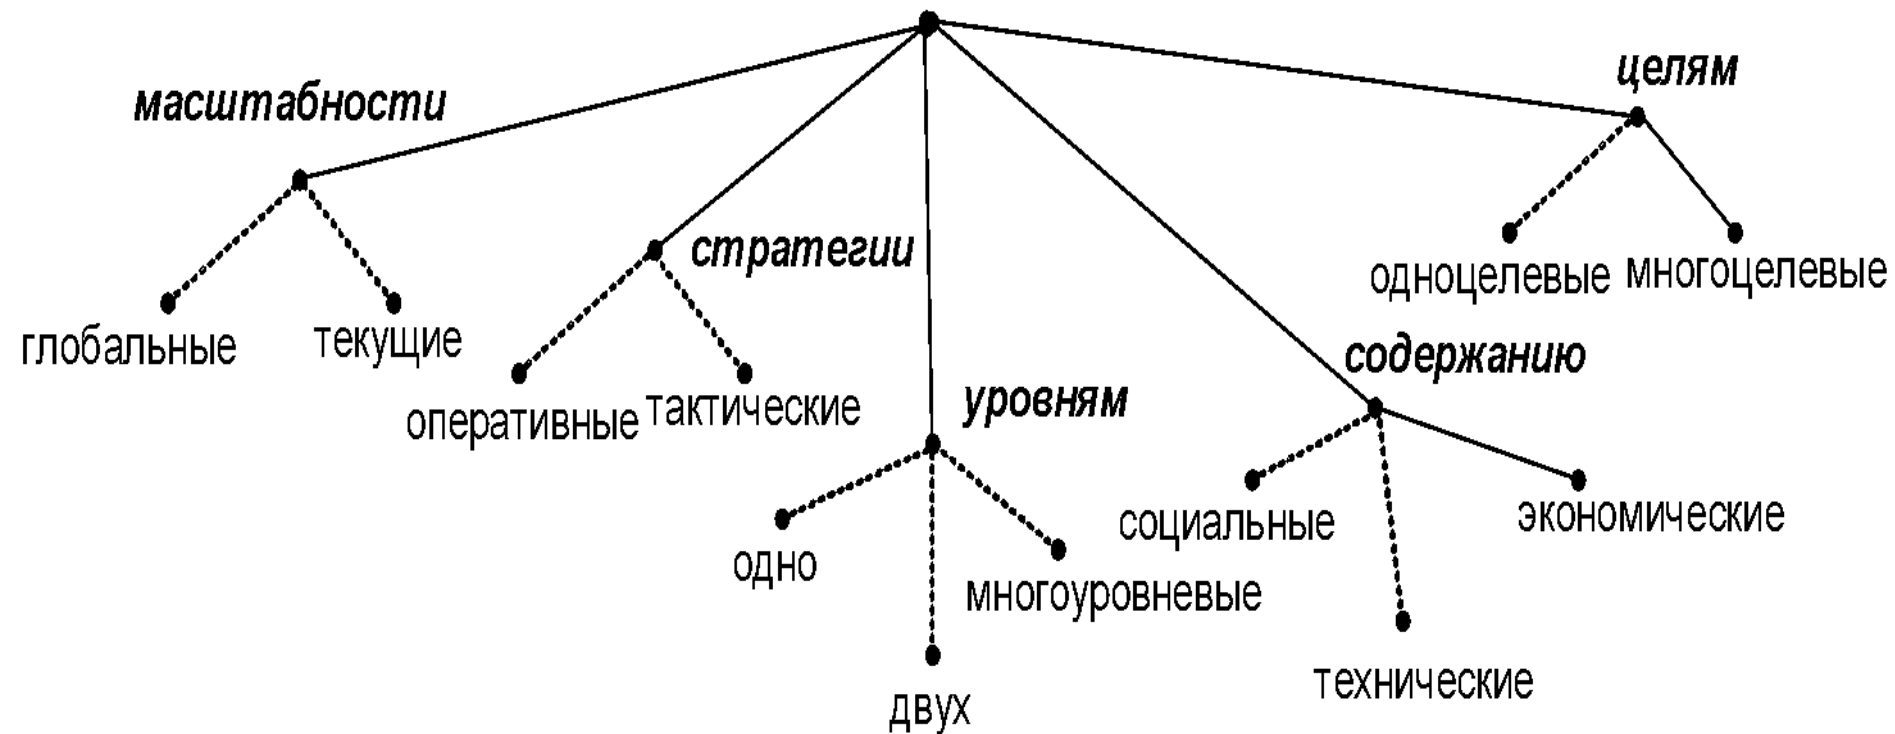 целям
масштабности
стратегии
одноцелевые
многоцелевые
глобальные
текущие
содержанию
оперативные
тактические
уровням
социальные
экономические
одно
многоуровневые
технические
двух